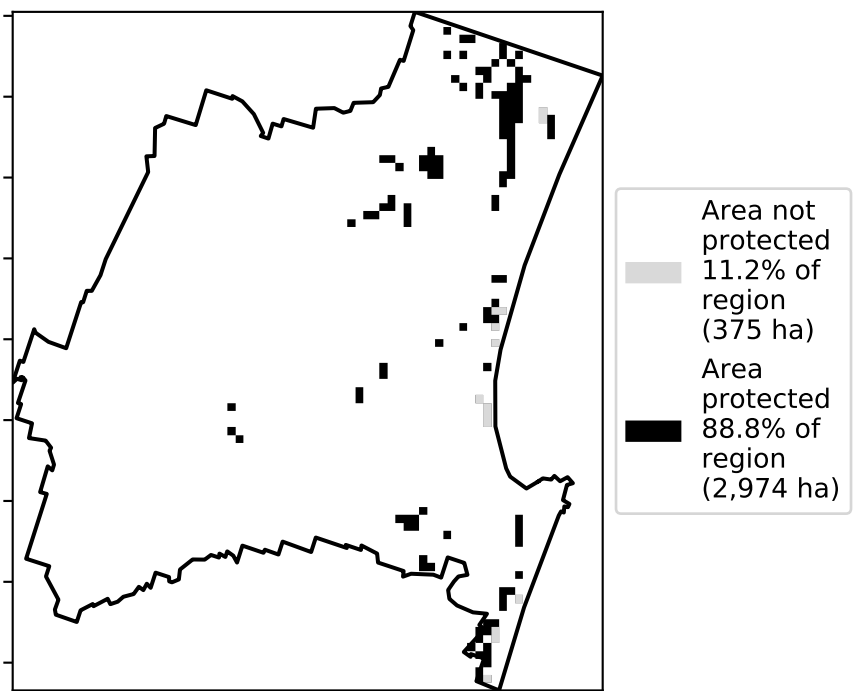 Area not
protected
11.2% of
region
(375 ha)
Area
protected
88.8% of
region
(2,974 ha)